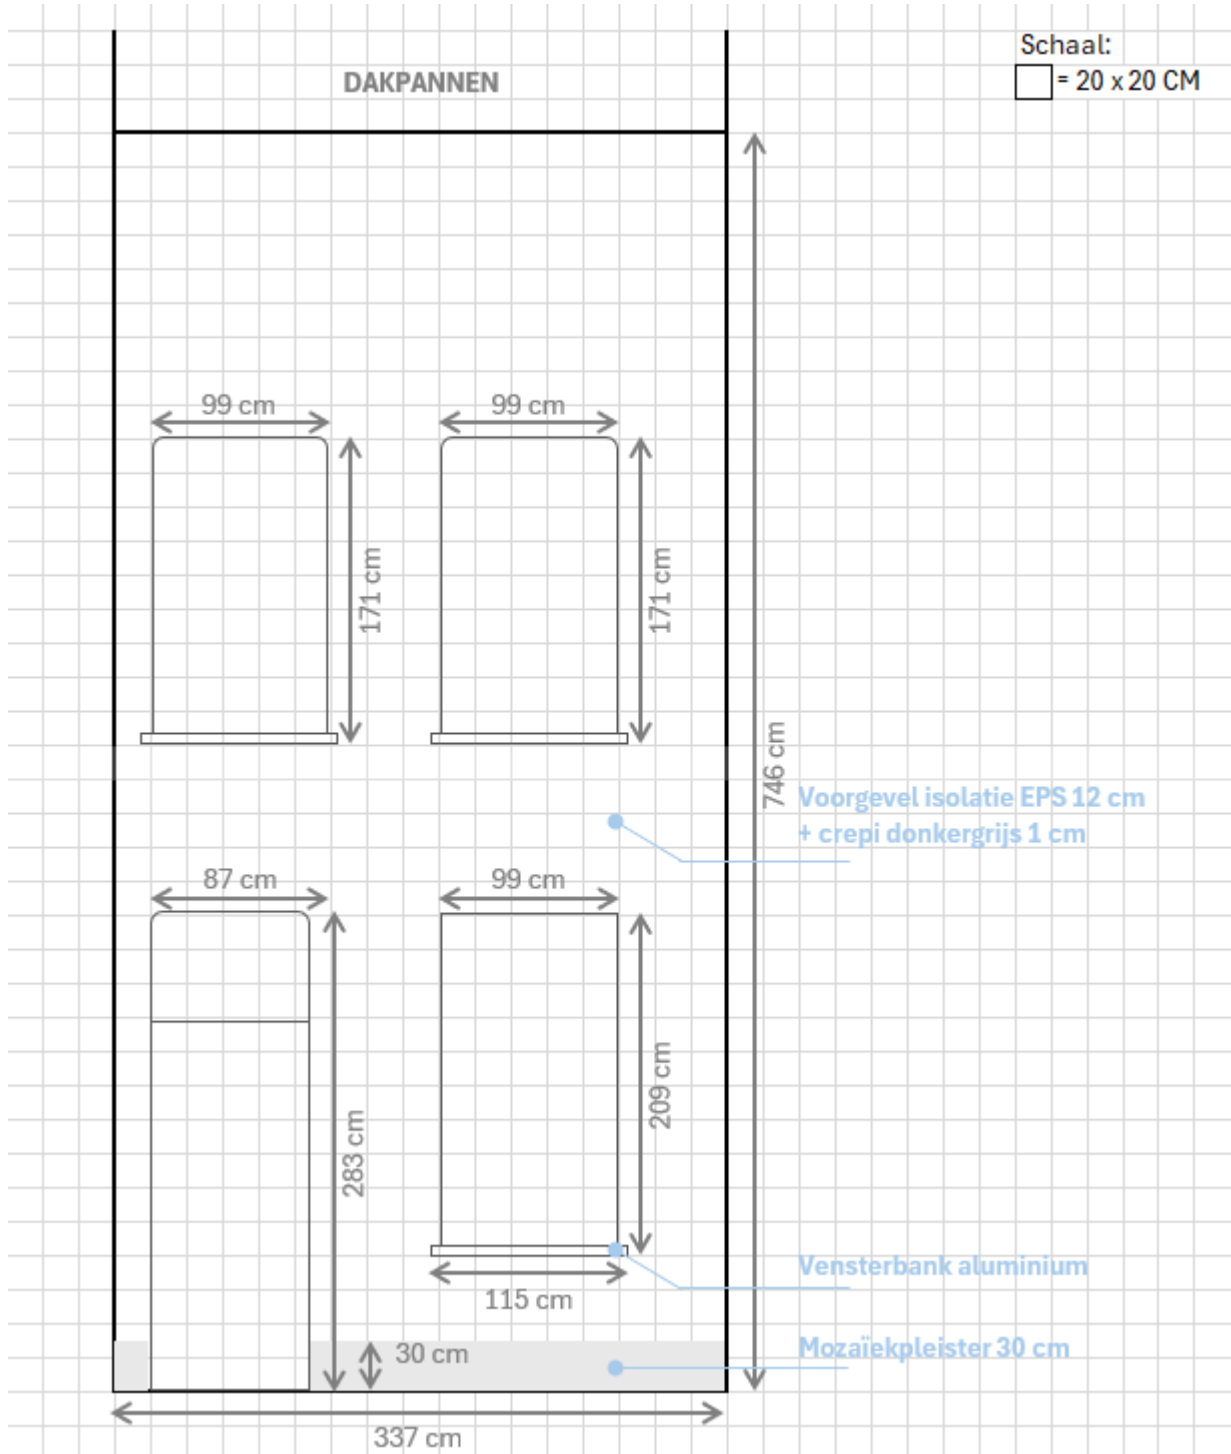 Schaal:
= 20 x 20 CM
DAKPANNEN
99 cm
99 cm
171 cm
171 cm
746 cm
Voorgevel isolatie EPS 12 cm
+ crepi donkergrijs 1 cm
87 cm
99 cm
283 cm
209 cm
Vensterbank aluminium
115 cm
30 cm
Mozaïekpleister 30 cm
337 cm